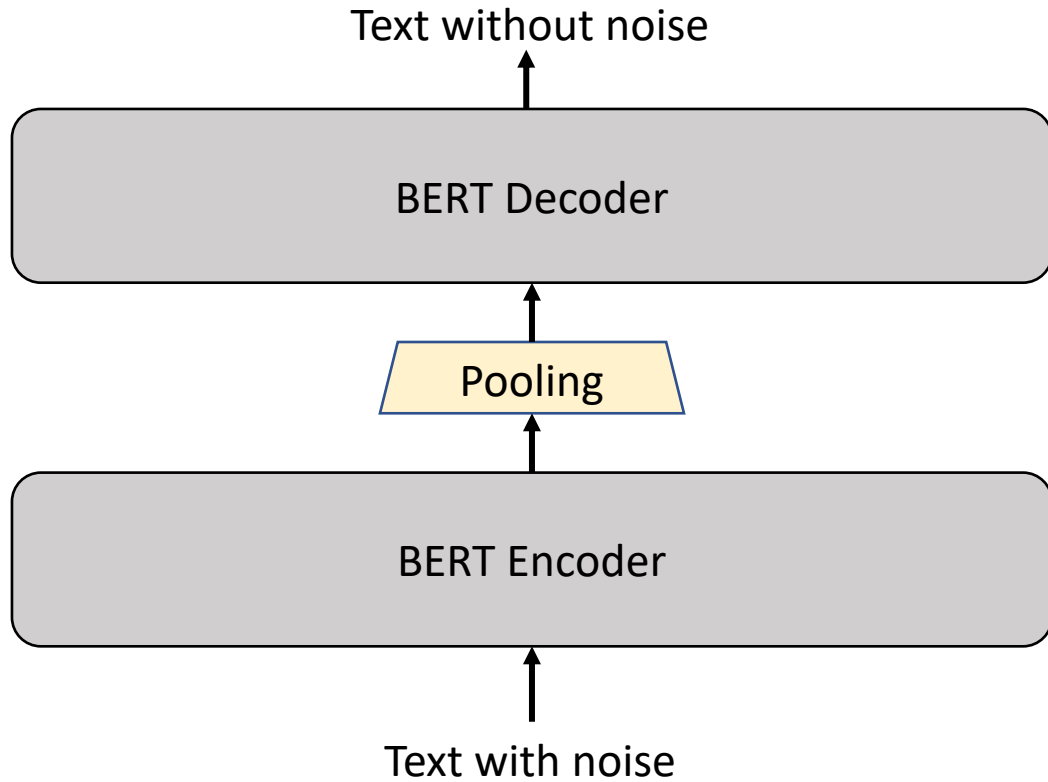 Text without noise
BERT Decoder
Pooling
BERT Encoder
Text with noise